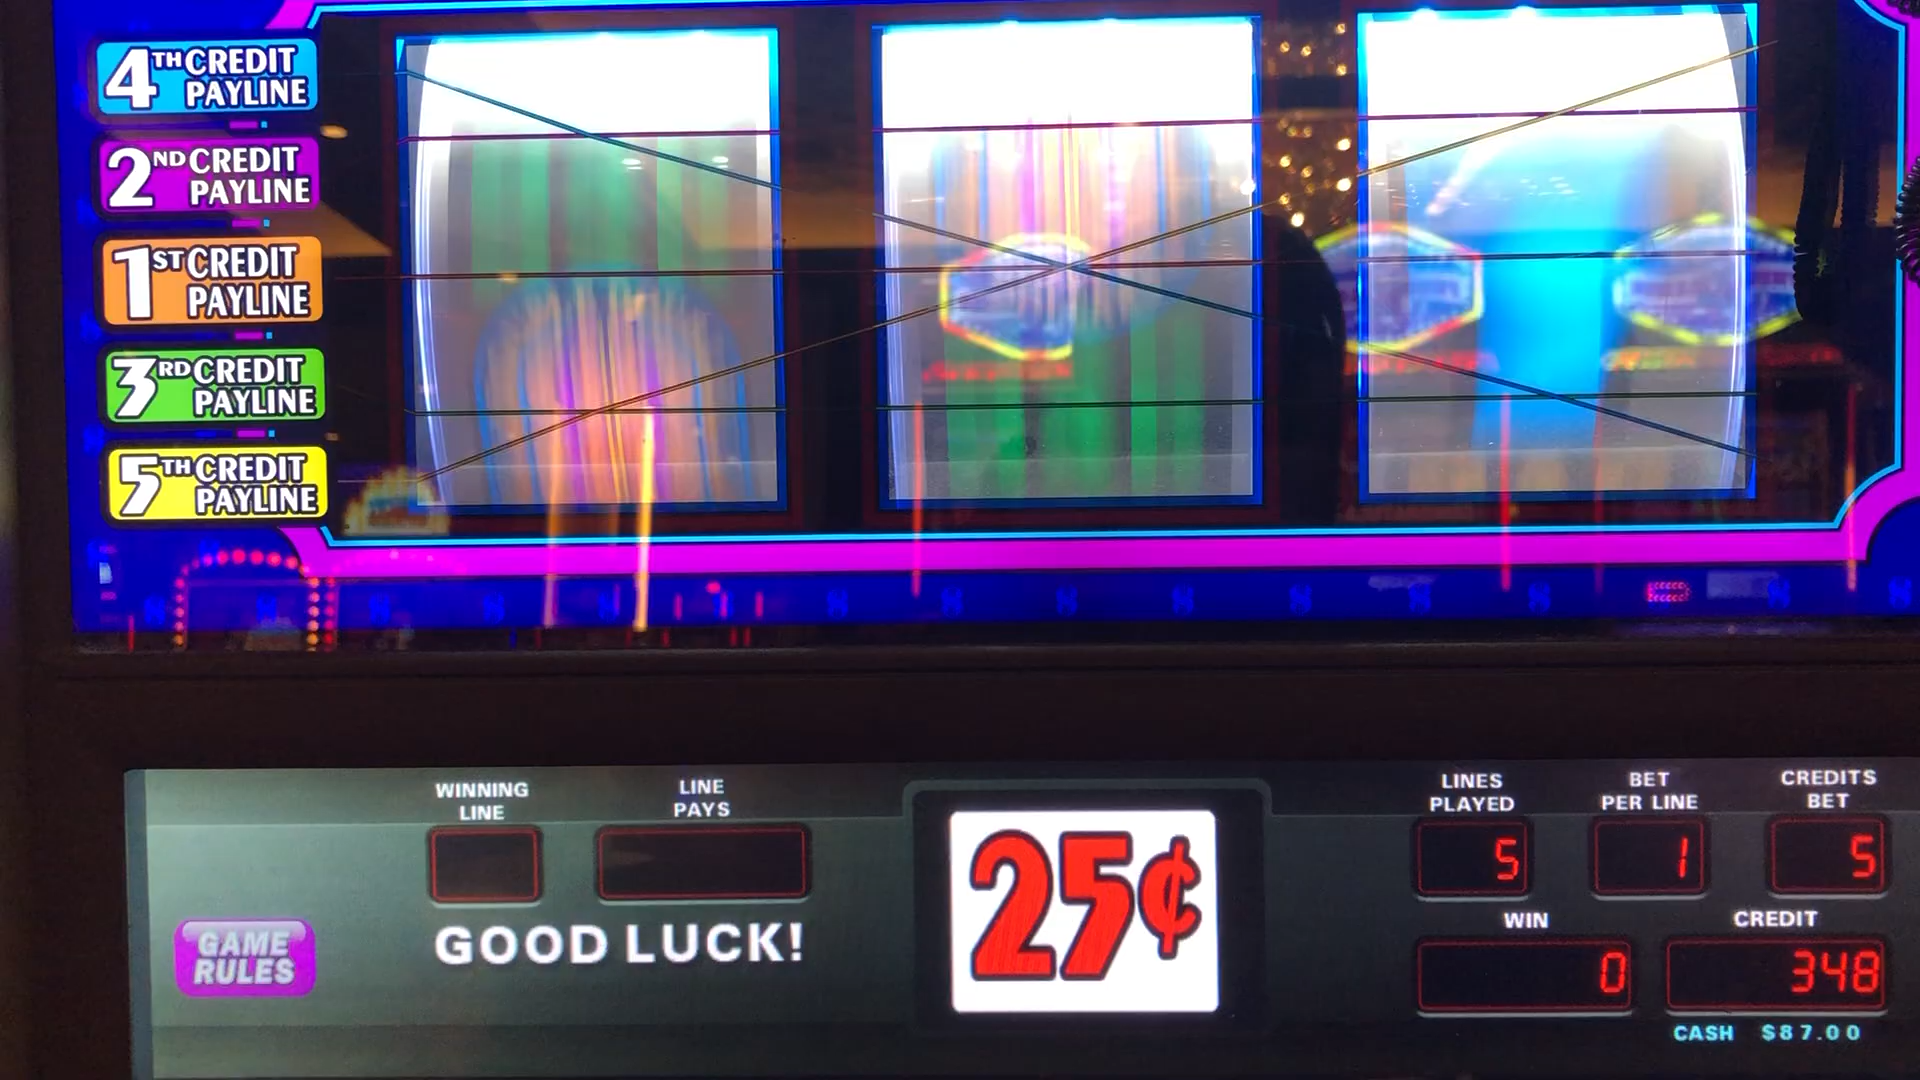 4TH CREDIT
PAYLINE
2ND CREDIT
PAYLINE
1ST CREDIT
PAYLINE
3RD CREDIT
PAYLINE
5TH CREDIT
PAYLINE
WINNING
LINE
LINE
PAYS
LINES
PLAYED
BET
PER LINE
CREDITS
BET
25¢
5
1
5
GAME
RULES
GOOD LUCK!
WIN
CREDIT
0
348
CASH $87.00